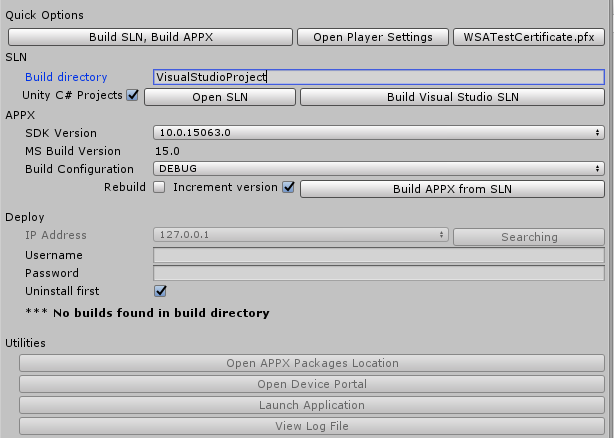 Quick Options
Build SLN, Build APPX Open Player Settings WSATestCertificate.pfx
SLN
Build directory VisualStudioProject
Unity C# Projects Open SLN Build Visual Studio SLN
APPX
SDK Version 10.0.15063.0
MS Build Version 15.0
Build Configuration DEBUG
Rebuild Increment version Build APPX from SLN
Deploy
IP Address 127.0.0.1 Searching
Username
Password
Uninstall first
*** No builds found in build directory
Utilities
Open APPX Packages Location
Open Device Portal
Launch Application
View Log File